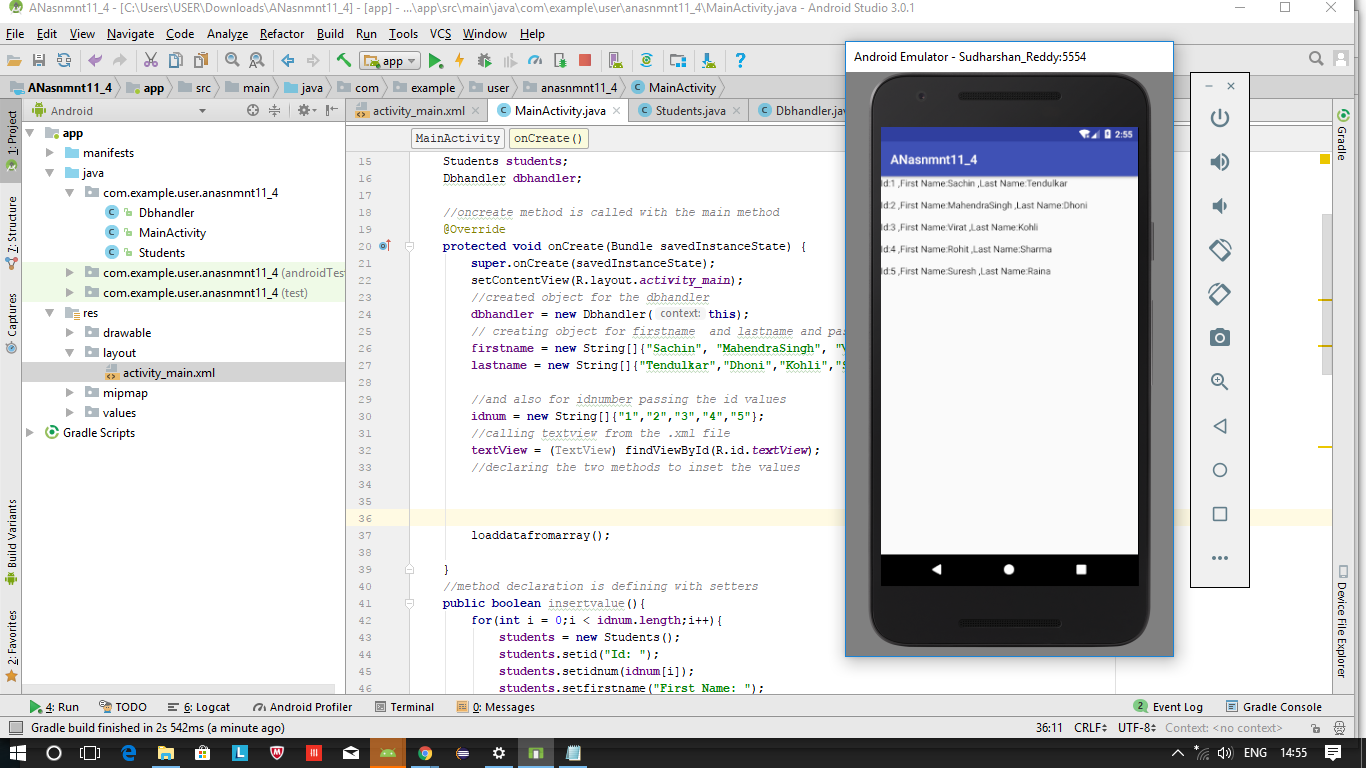 ANasnmnt11_4 - [C:\Users\USER\Downloads\ANasnmnt11_4] - [app] - ...\app\src\main\java\com\example\user\anasnmnt11_4\MainActivity.java - Android Studio 3.0.1
File Edit View Navigate Code Analyze Refactor Build Run Tools VCS Window Help
app
ANasnmnt11_4 app src main java com example user anasnmnt11_4 MainActivity
Android
activity_main.xml MainActivity.java Students.java Dbhandler.jav
MainActivity onCreate()
1: Project
Z: Structure
Captures
Build Variants
2: Favorites
app
manifests
java
com.example.user.anasnmnt11_4
Dbhandler
MainActivity
Students
com.example.user.anasnmnt11_4 (androidTes
com.example.user.anasnmnt11_4 (test)
res
drawable
layout
activity_main.xml
mipmap
values
Gradle Scripts
15 Students students;
16 Dbhandler dbhandler;
17
18 //oncreate method is called with the main method
19 @Override
20 protected void onCreate(Bundle savedInstanceState) {
21 super.onCreate(savedInstanceState);
22 setContentView(R.layout.activity_main);
23 //created object for the dbhandler
24 dbhandler = new Dbhandler( context: this);
25 // creating object for firstname  and lastname and pas
26 firstname = new String[]{"Sachin", "MahendraSingh", "V
27 lastname = new String[]{"Tendulkar","Dhoni","Kohli","S
28
29 //and also for idnumber passing the id values
30 idnum = new String[]{"1","2","3","4","5"};
31 //calling textview from the .xml file
32 textView = (TextView) findViewById(R.id.textView);
33 //declaring the two methods to inset the values
34
35
36
37 loaddatafromarray();
38
39 }
40 //method declaration is defining with setters
41 public boolean insertvalue(){
42 for(int i = 0;i < idnum.length;i++){
43 students = new Students();
44 students.setid("Id: ");
45 students.setidnum(idnum[i]);
46 students.setfirstname("First Name: ");
Android Emulator - Sudharshan_Reddy:5554
2:55
ANasnmnt11_4
Id:1 ,First Name:Sachin ,Last Name:Tendulkar
Id:2 ,First Name:MahendraSingh ,Last Name:Dhoni
Id:3 ,First Name:Virat ,Last Name:Kohli
Id:4 ,First Name:Rohit ,Last Name:Sharma
Id:5 ,First Name:Suresh ,Last Name:Raina
Gradle
Device File Explorer
4: Run TODO 6: Logcat Android Profiler Terminal 0: Messages 2 Event Log Gradle Console
Gradle build finished in 2s 542ms (a minute ago) 36:11 CRLF UTF-8 Context: <no context>
ENG 14:55